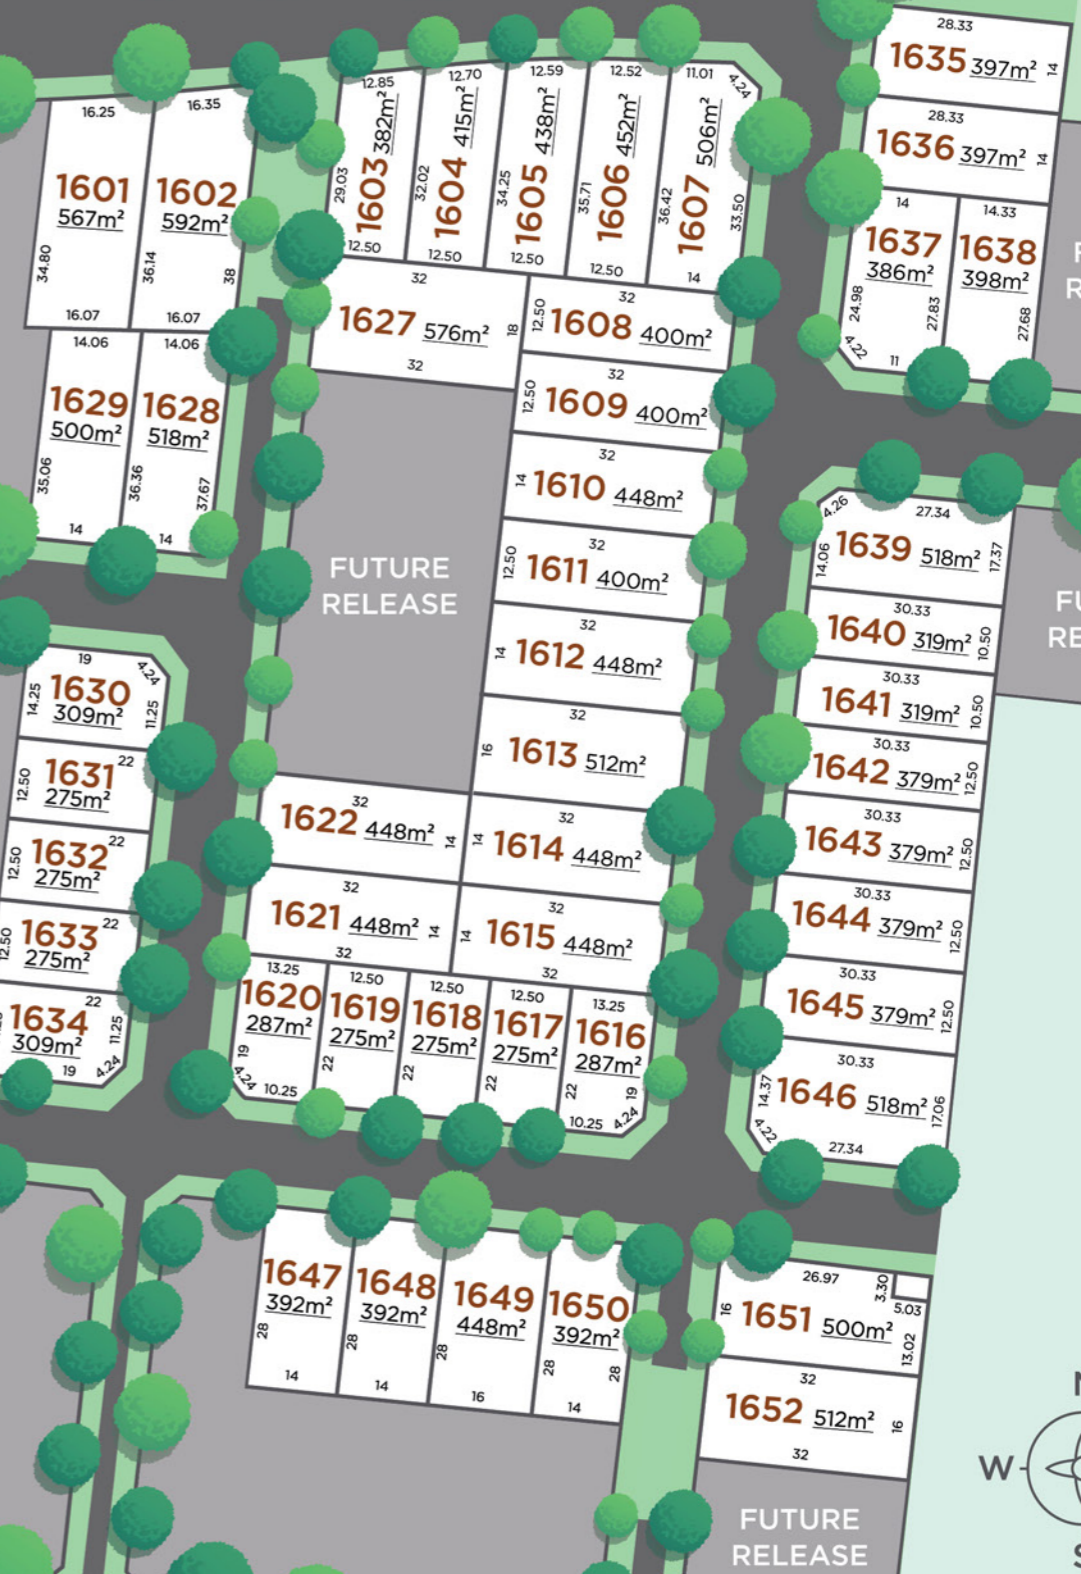 28.33
1635 397m² 14
28.33
1636 397m² 14
14
1637
386m²
24.98
27.83
4.22
11
14.33
1638
398m²
27.68
16.25
1601
567m²
34.80
16.07
16.35
1602
592m²
36.14
38
16.07
12.85
1603 382m²
29.03
12.50
12.70
1604 415m²
32.02
12.50
12.59
1605 438m²
34.25
12.50
12.52
1606 452m²
35.71
12.50
11.01
4.24
1607 506m²
36.42
33.50
14
32
1627 576m² 18
32
32
12.50 1608 400m²
32
12.50 1609 400m²
32
14 1610 448m²
32
12.50 1611 400m²
32
14 1612 448m²
32
16 1613 512m²
32
14 1614 448m²
32
14 1615 448m²
32
14.06
1629
500m²
35.06
14
14.06
1628
518m²
36.36
37.67
14
FUTURE
RELEASE
19
4.24
1630
309m²
14.25
11.25
1631 22
275m²
12.50
1632 22
275m²
12.50
1633 22
275m²
12.50
22
1634
309m²
11.25
19
4.24
32
1622 448m² 14
32
1621 448m² 14
32
13.25
1620
287m²
19
4.24
10.25
12.50
1619
275m²
22
12.50
1618
275m²
22
12.50
1617
275m²
22
13.25
1616
287m²
22
19
10.25
4.24
4.26
27.34
1639 518m²
14.06
17.37
30.33
1640 319m² 10.50
30.33
1641 319m² 10.50
30.33
1642 379m² 12.50
30.33
1643 379m² 12.50
30.33
1644 379m² 12.50
30.33
1645 379m² 12.50
30.33
1646 518m²
14.37
17.06
4.22
27.34
1647
392m²
28
14
1648
392m²
28
14
1649
448m²
28
16
1650
392m²
28
28
14
26.97
3.30
5.03
16 1651 500m²
13.02
32
1652 512m² 16
32
FUTURE
RELEASE
W